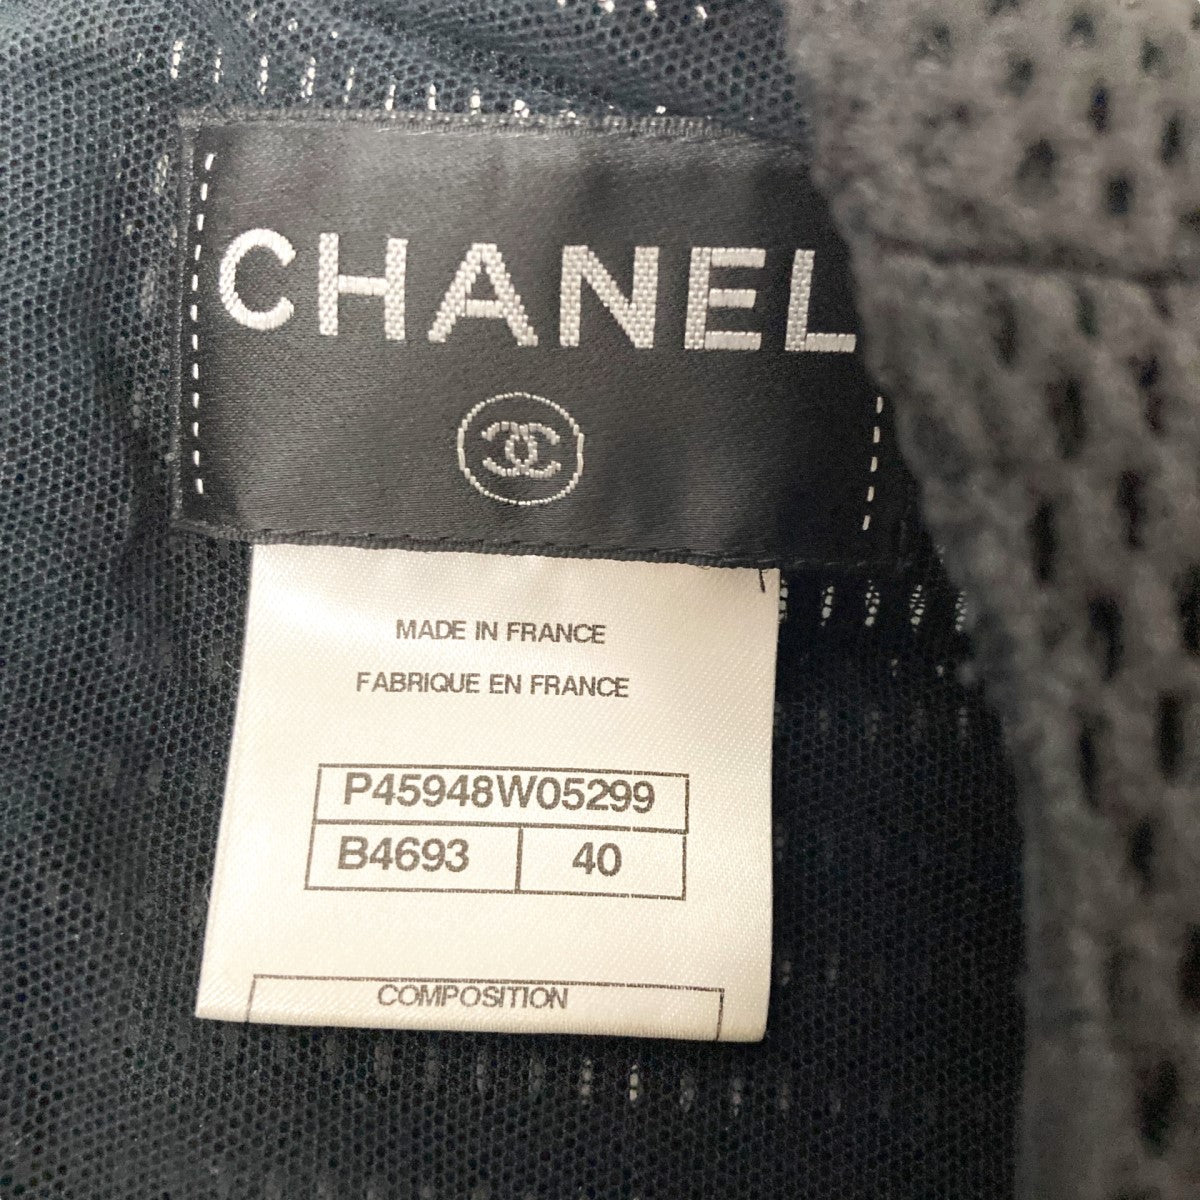 CHANEL
MADE IN FRANCE
FABRIQUE EN FRANCE
P45948W05299
B4693 40
COMPOSITION